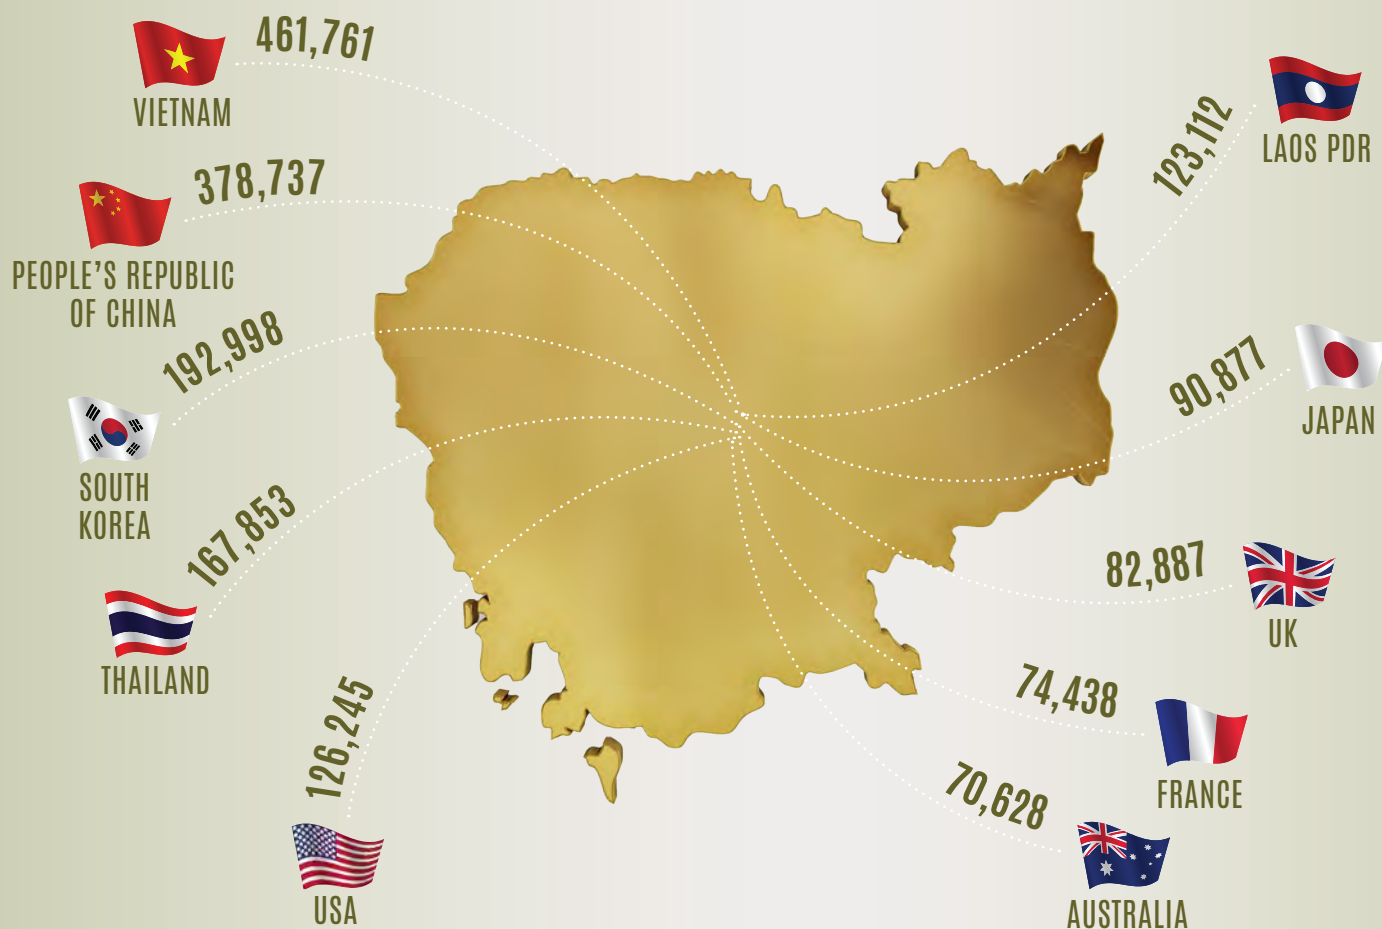 461,761
VIETNAM
378,737
PEOPLE'S REPUBLIC
OF CHINA
192,998
SOUTH
KOREA
167,853
THAILAND
126,245
USA
123,112
LAOS PDR
90,877
JAPAN
82,887
UK
74,438
FRANCE
70,628
AUSTRALIA